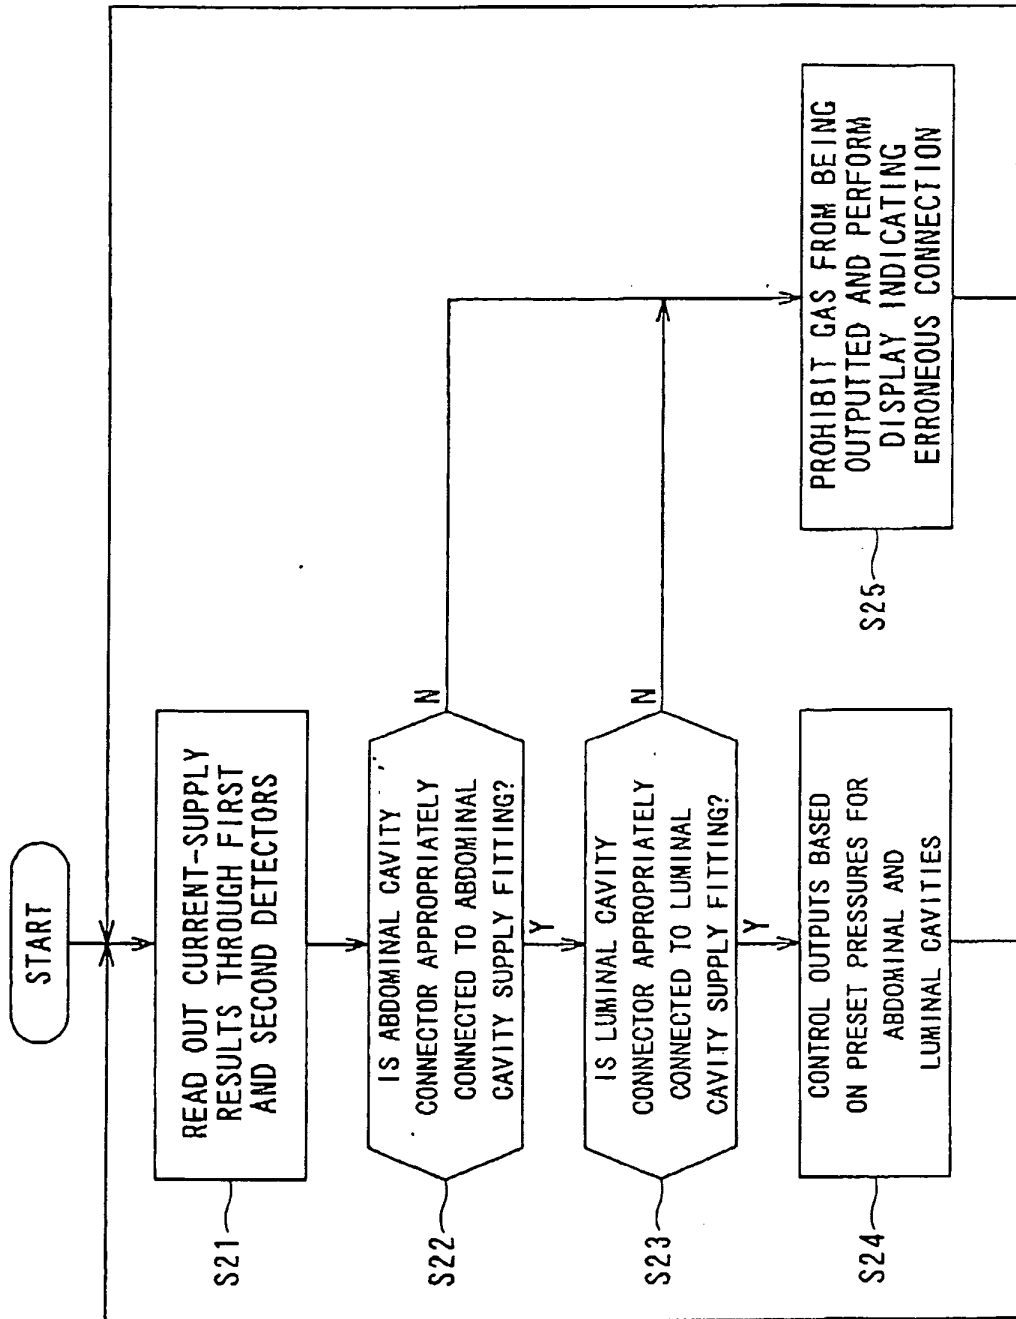 START
READ OUT CURRENT-SUPPLY
RESULTS THROUGH FIRST
AND SECOND DETECTORS
S21
IS ABDOMINAL CAVITY
CONNECTOR APPROPRIATELY
CONNECTED TO ABDOMINAL
CAVITY SUPPLY FITTING?
S22
N
Y
IS LUMINAL CAVITY
CONNECTOR APPROPRIATELY
CONNECTED TO LUMINAL
CAVITY SUPPLY FITTING?
S23
N
Y
CONTROL OUTPUTS BASED
ON PRESET PRESSURES FOR
ABDOMINAL AND
LUMINAL CAVITIES
S24
PROHIBIT GAS FROM BEING
OUTPUTTED AND PERFORM
DISPLAY INDICATING
ERRONEOUS CONNECTION
S25